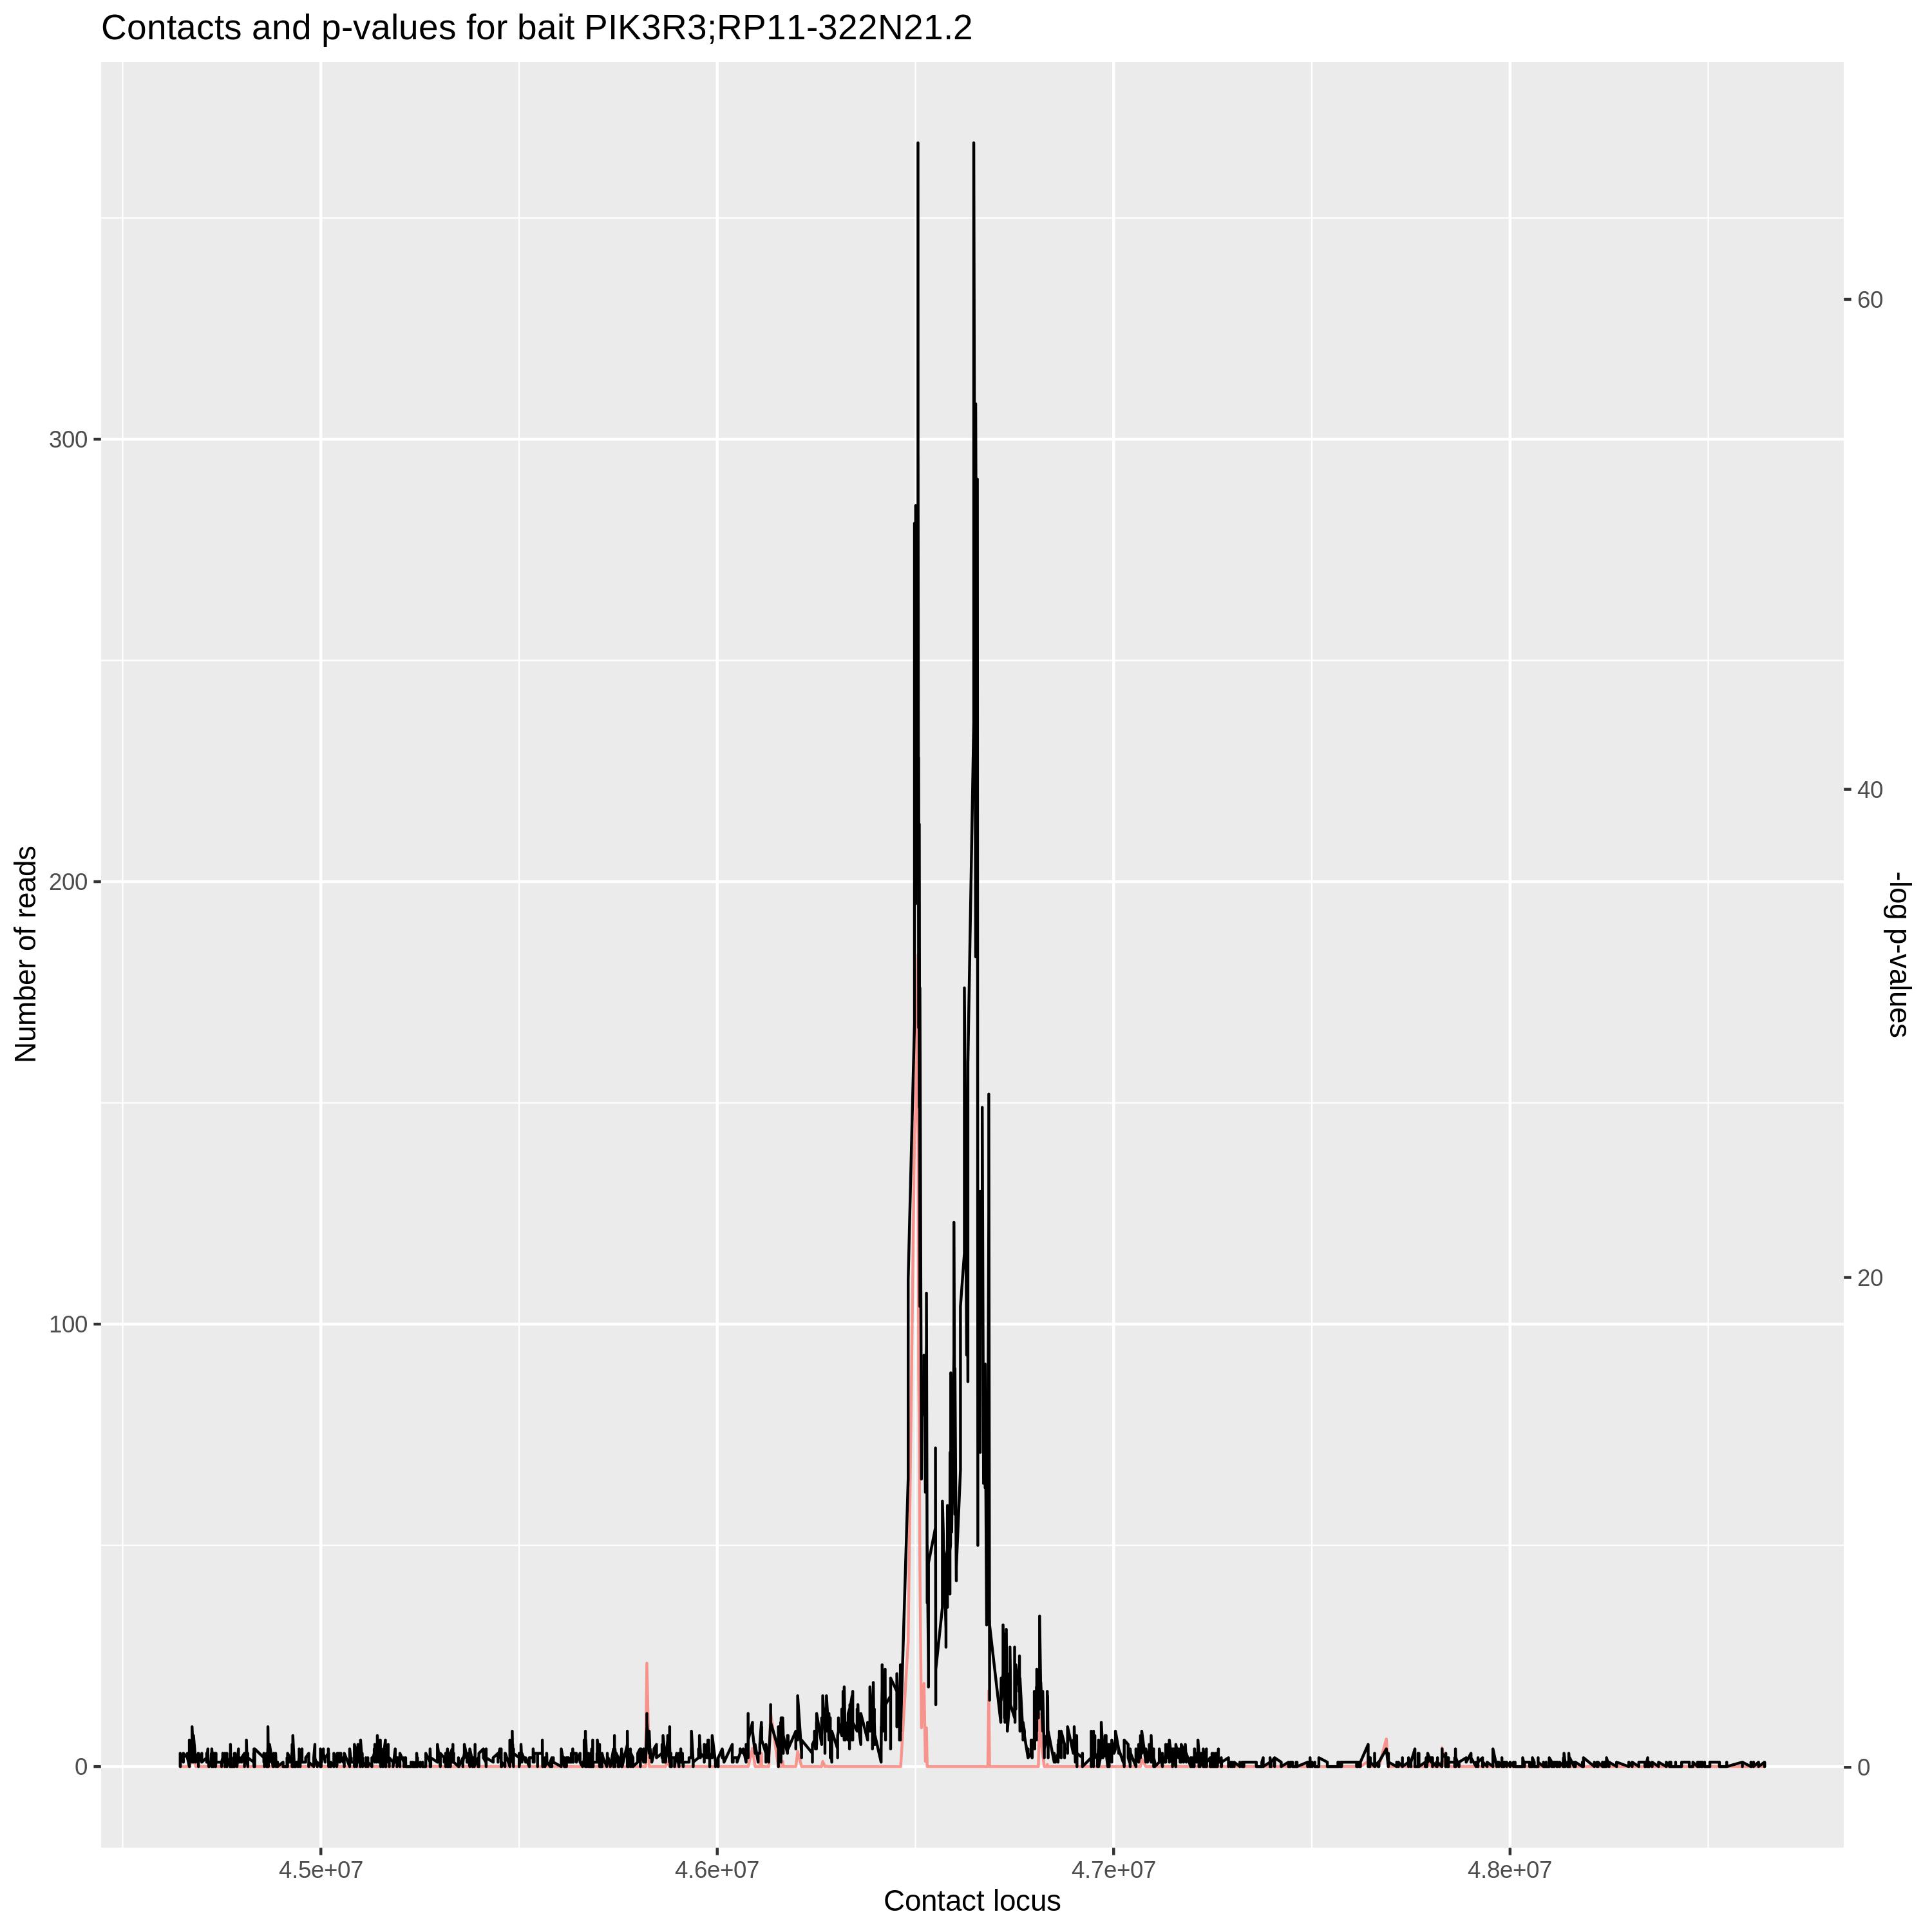 Contacts and p-values for bait PIK3R3;RP11-322N21.2
Number of reads
300
200
100
0
60
40
20
0
-log p-values
4.5e+07
4.6e+07
4.7e+07
4.8e+07
Contact locus